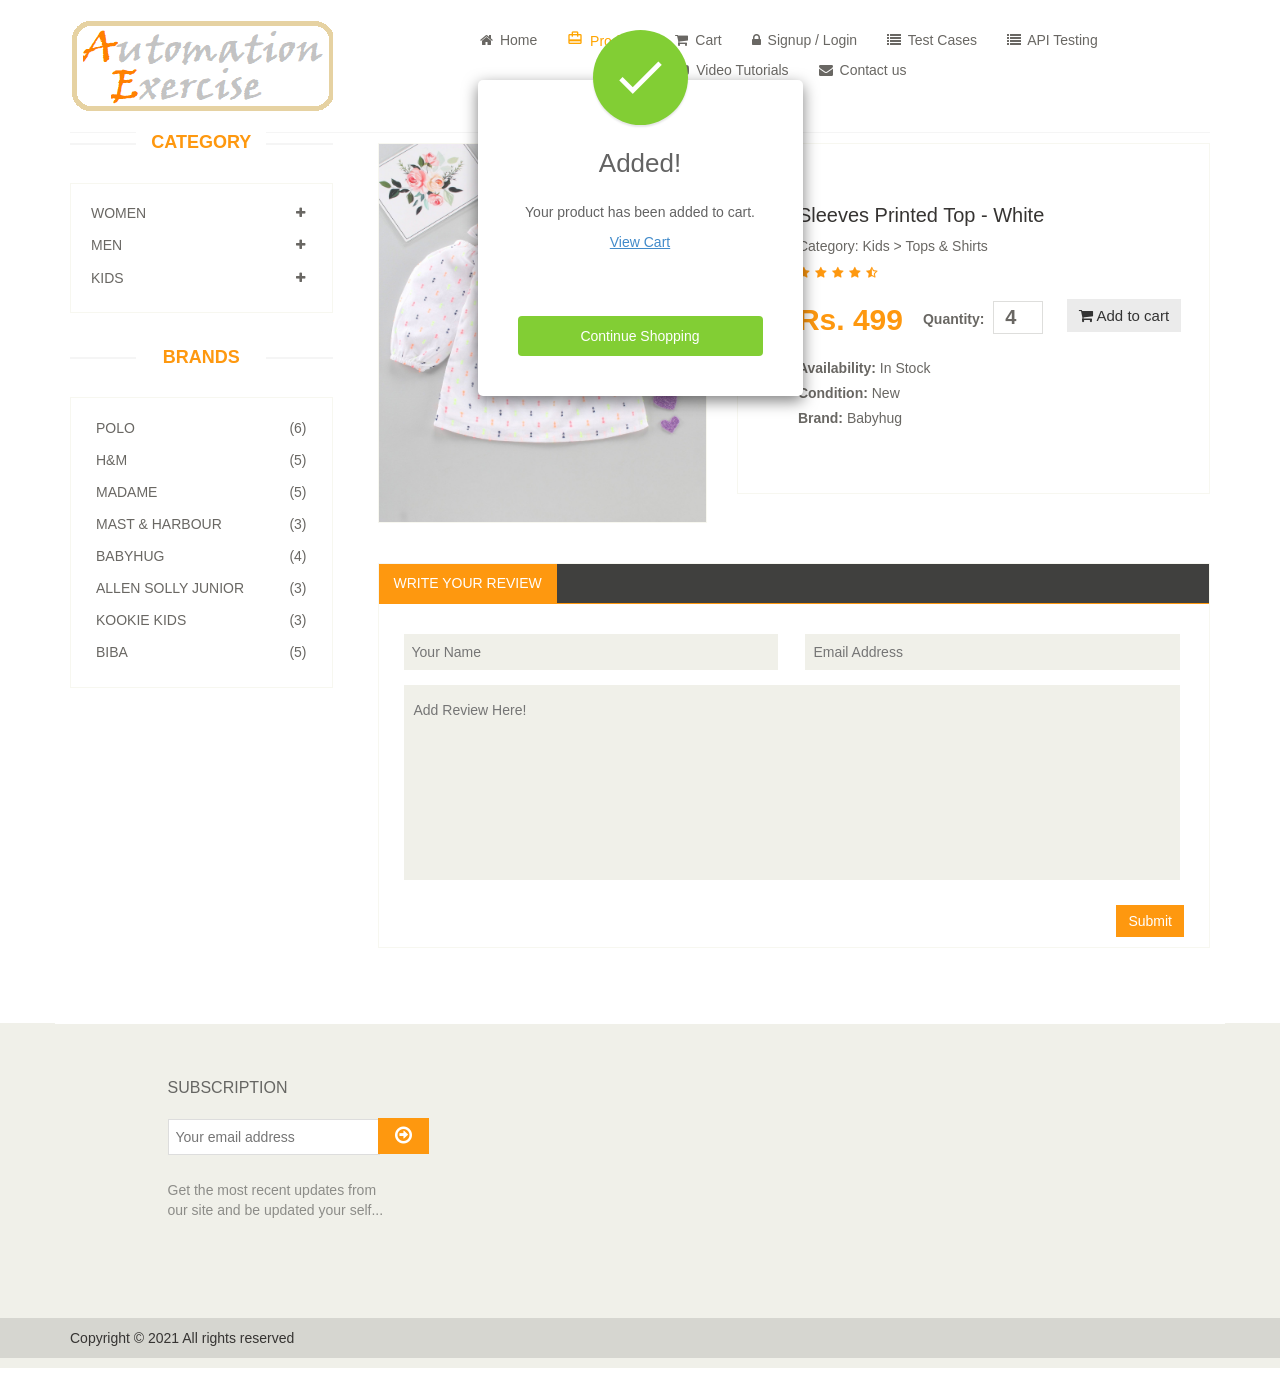 Automation
Exercise
Home
Cart
Signup / Login
Test Cases
API Testing
Video Tutorials
Contact us
Added!
Your product has been added to cart.
View Cart
Continue Shopping
CATEGORY
WOMEN
MEN
KIDS
BRANDS
POLO (6)
H&M (5)
MADAME (5)
MAST & HARBOUR (3)
BABYHUG (4)
ALLEN SOLLY JUNIOR (3)
KOOKIE KIDS (3)
BIBA (5)
Sleeves Printed Top - White
Category: Kids > Tops & Shirts
Rs. 499 Quantity: 4 Add to cart
Availability: In Stock
Condition: New
Brand: Babyhug
WRITE YOUR REVIEW
Your Name Email Address
Add Review Here!
Submit
SUBSCRIPTION
Your email address
Get the most recent updates from
our site and be updated your self...
Copyright © 2021 All rights reserved